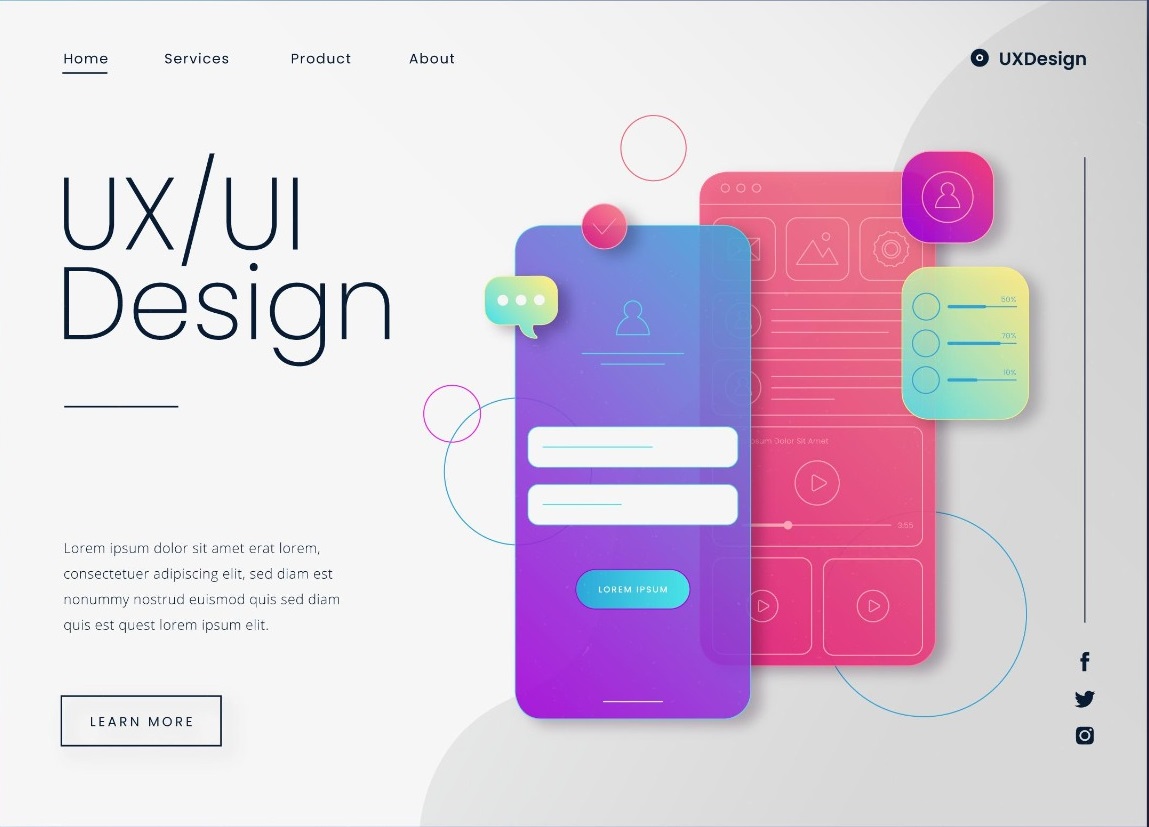 Home Services Product About
UXDesign
UX/UI
Design
Lorem ipsum dolor sit amet erat lorem,
consectetuer adipiscing elit, sed diam est
nonummy nostrud euismod quis sed diam
quis est quest lorem ipsum elit.
LEARN MORE
LOREM IPSUM
Dolor Sit Amet
3.55
50%
70%
10%